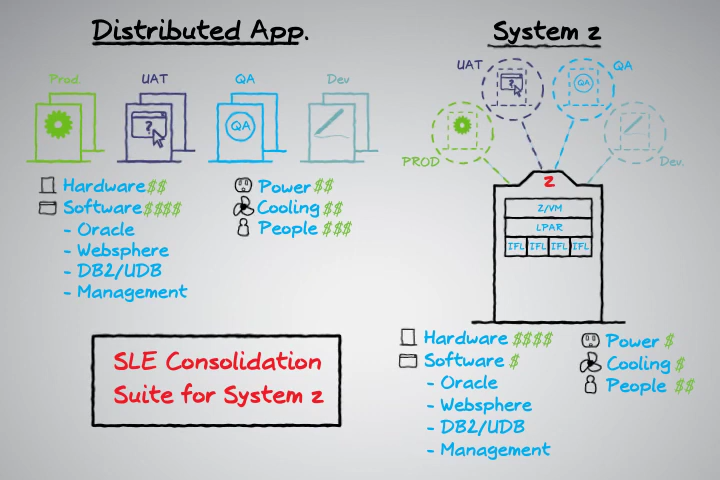 Distributed App.
Prod.
UAT
QA
Dev
?
QA
Hardware $$
Software $$$$
- Oracle
- Websphere
- DB2/UDB
- Management
Power $$
Cooling $$
People $$$
SLE Consolidation
Suite for System z
System z
UAT
QA
?
QA
PROD
Dev.
z
Z/VM
LPAR
IFL IFL IFL IFL
Hardware $$$$
Software $
- Oracle
- Websphere
- DB2/UDB
- Management
Power $
Cooling $
People $$